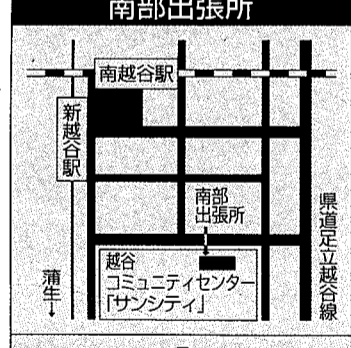 南部出張所
南越谷駅
新越谷駅
南部
出張所
県道足立越谷線
越谷
コミュニティセンター
「サンシティ」
蒲生↓